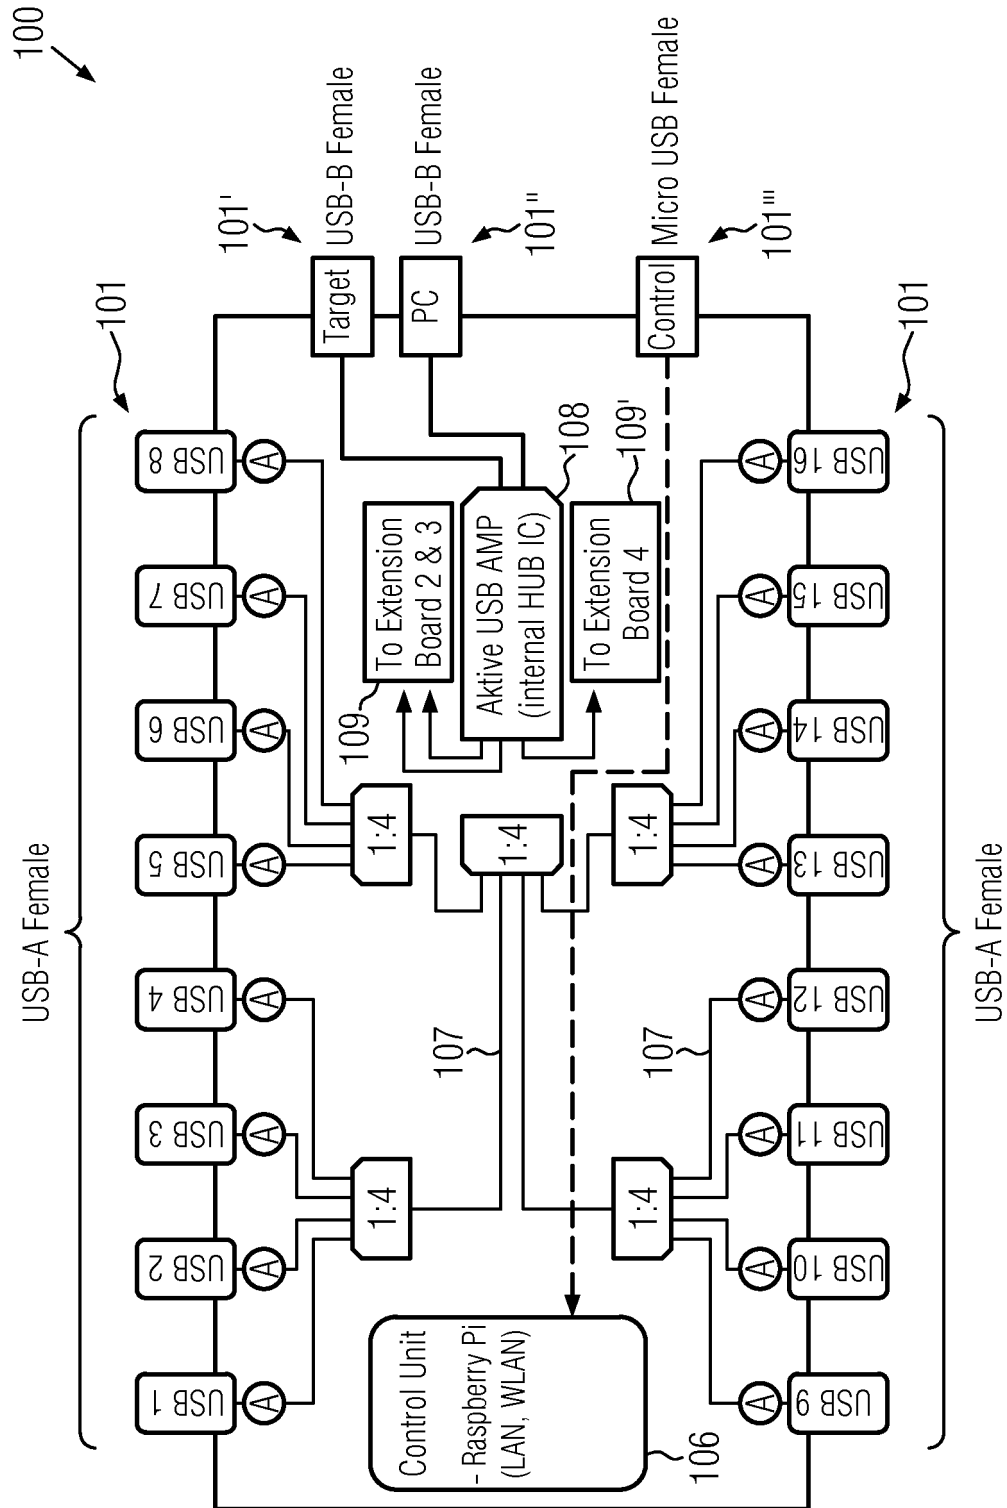 100
USB-A Female
101
USB 1
USB 2
USB 3
USB 4
USB 5
USB 6
USB 7
USB 8
A
A
A
A
A
A
A
A
101'
USB-B Female
Target
USB-B Female
PC
101''
Micro USB Female
Control
101'''
1:4
1:4
109
To Extension
Board 2 & 3
Control Unit
- Raspberry Pi
(LAN, WLAN)
106
107
1:4
Aktive USB AMP
(internal HUB IC)
108
To Extension
Board 4
109'
1:4
1:4
107
A
A
A
A
A
A
A
A
USB 9
USB 10
USB 11
USB 12
USB 13
USB 14
USB 15
USB 16
101
USB-A Female